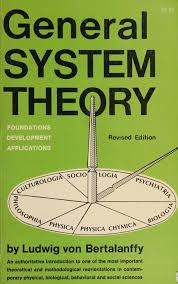 General
SYSTEM
THEORY
FOUNDATIONS
DEVELOPMENT
APPLICATIONS
Revised Edition
CULTUROLOGIA
SOCIO LOGIA
PSYCHIATRIA
PHILOSOPHIA
PHYSICA
PHYSICA CHYMICA
BIOLOGIA
by Ludwig von Bertalanffy
An authoritative introduction to one of the most important
theoretical and methodological reorientations in contem-
porary physical, biological, behavioral and social sciences